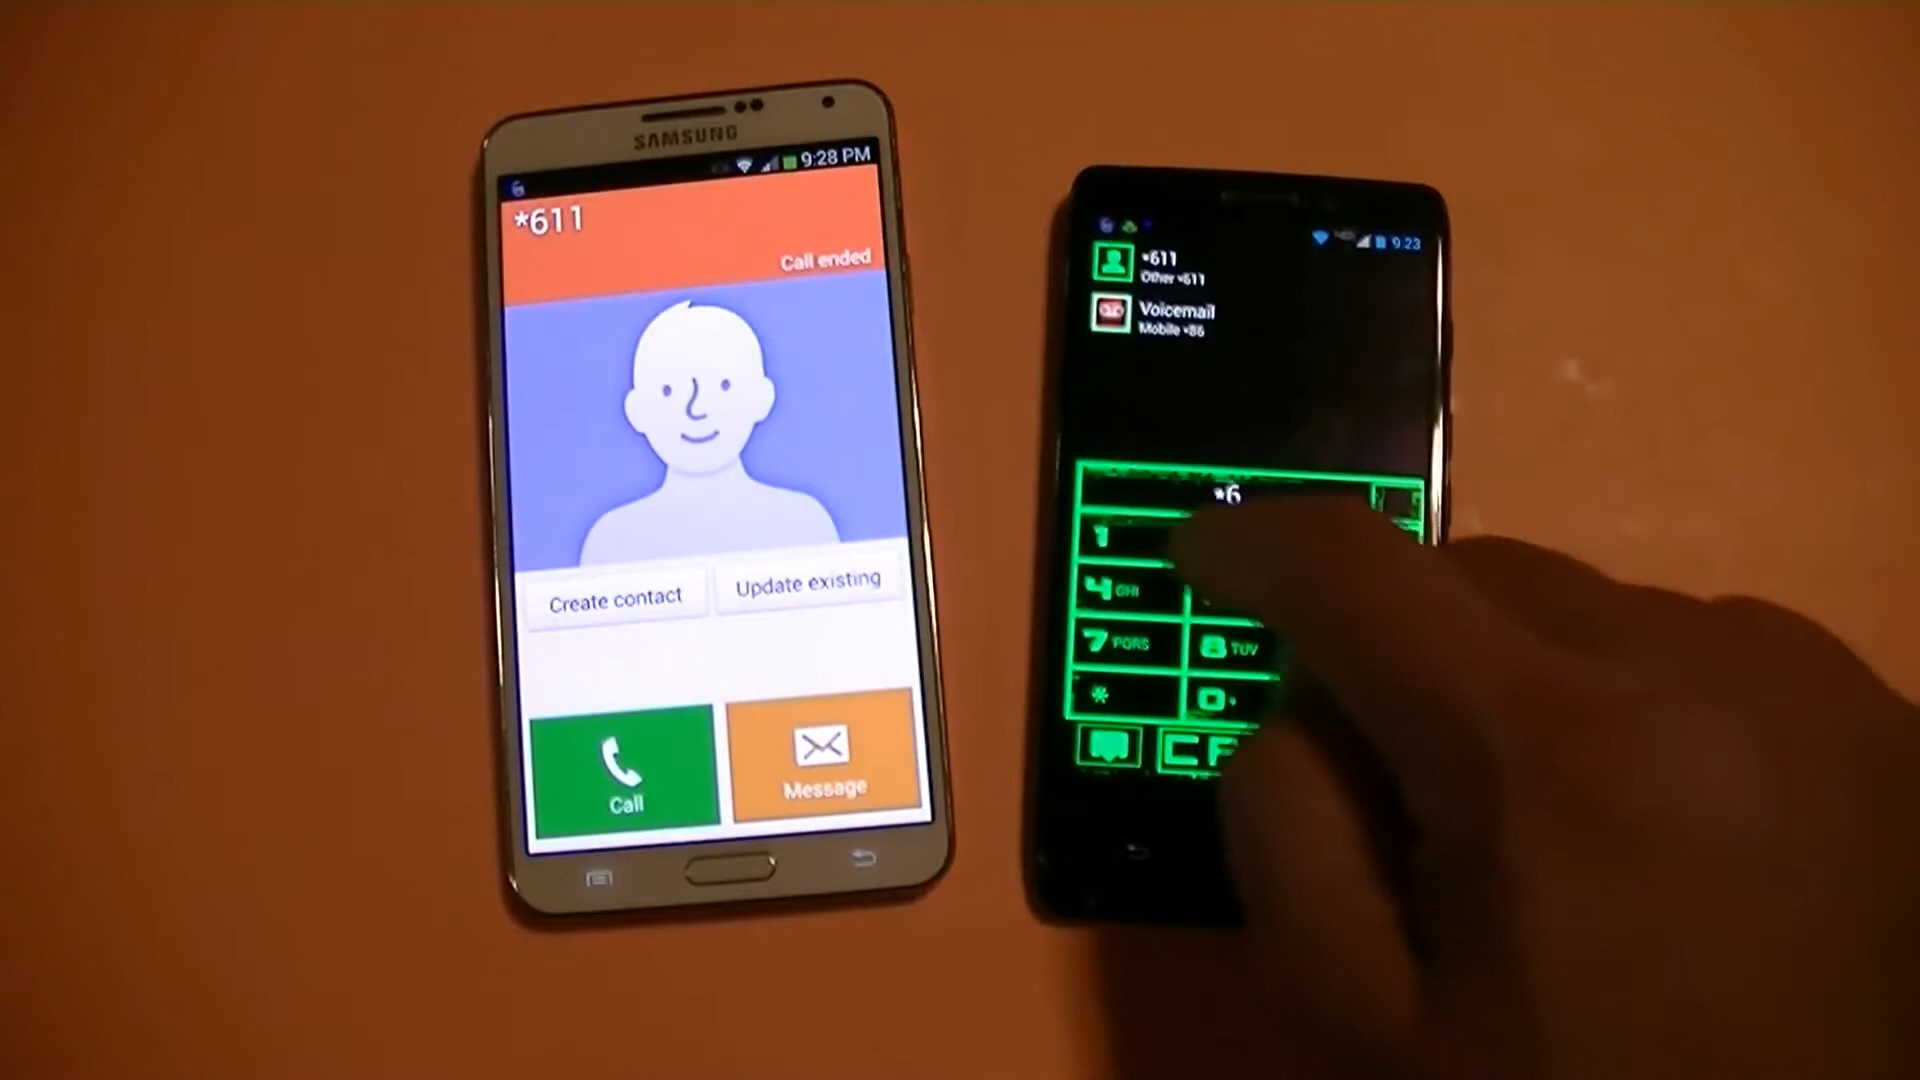 SAMSUNG
9:28 PM
*611
Call ended
Create contact
Update existing
Call
Message
9:23
*611
Other *611
Voicemail
Mobile *86
*6
1
4 GHI
7 PQRS
8 TUV
*
0+